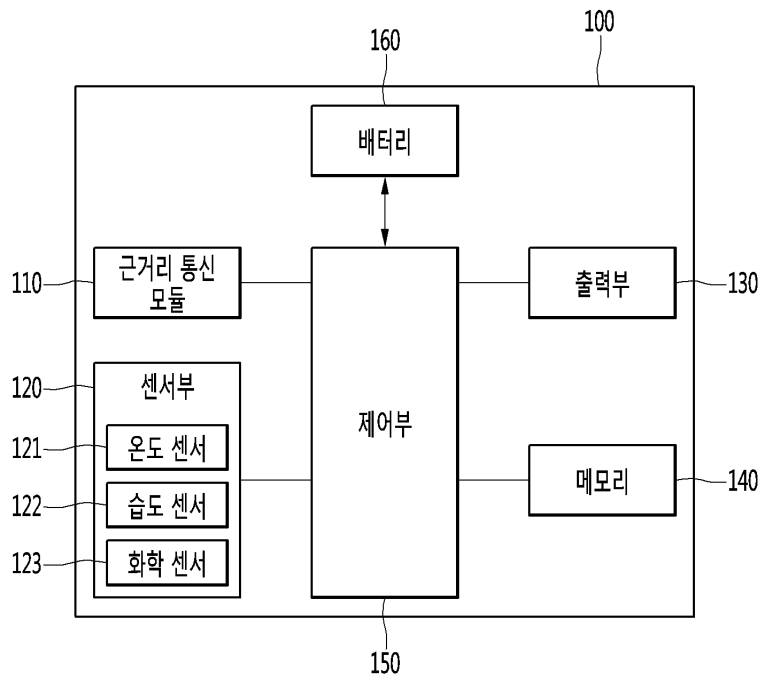 100
160
배터리
110
근거리 통신
모듈
출력부
130
120
센서부
121
온도 센서
제어부
122
습도 센서
메모리
140
123
화학 센서
150